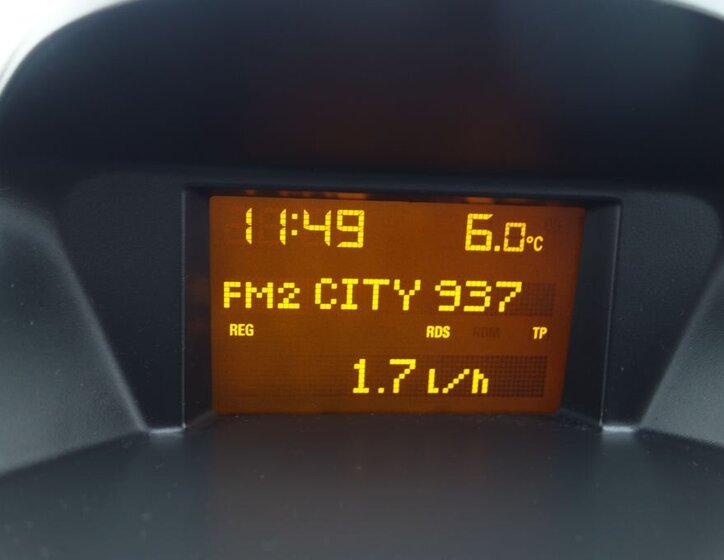 11:49 6.0°C
FM2 CITY 937
REG RDS RDM TP
1.7 l/h